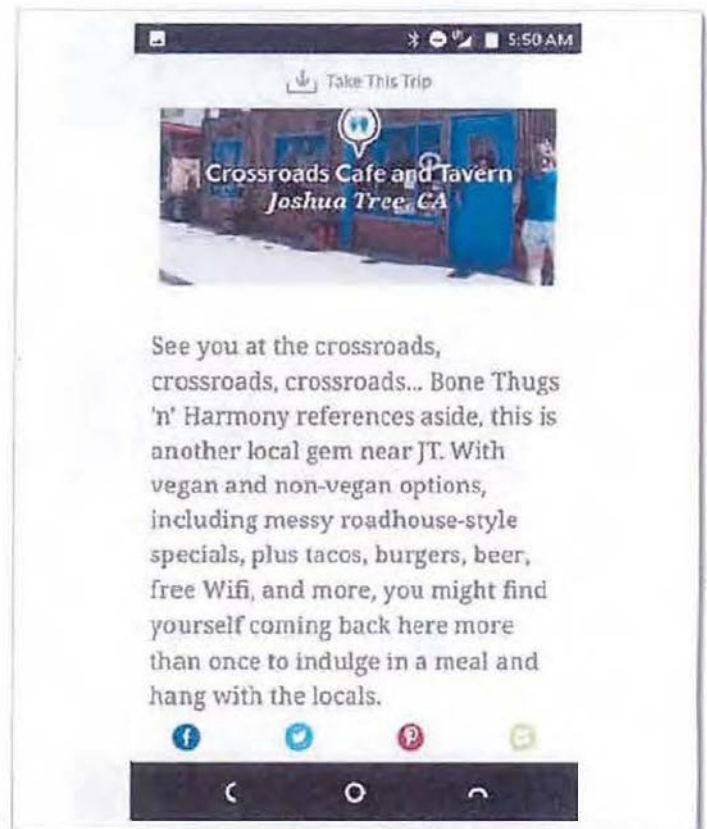 5:50 AM
Take This Trip
Crossroads Cafe and Tavern
Joshua Tree, CA
See you at the crossroads,
crossroads, crossroads... Bone Thugs
'n' Harmony references aside, this is
another local gem near JT. With
vegan and non-vegan options,
including messy roadhouse-style
specials, plus tacos, burgers, beer,
free Wifi, and more, you might find
yourself coming back here more
than once to indulge in a meal and
hang with the locals.